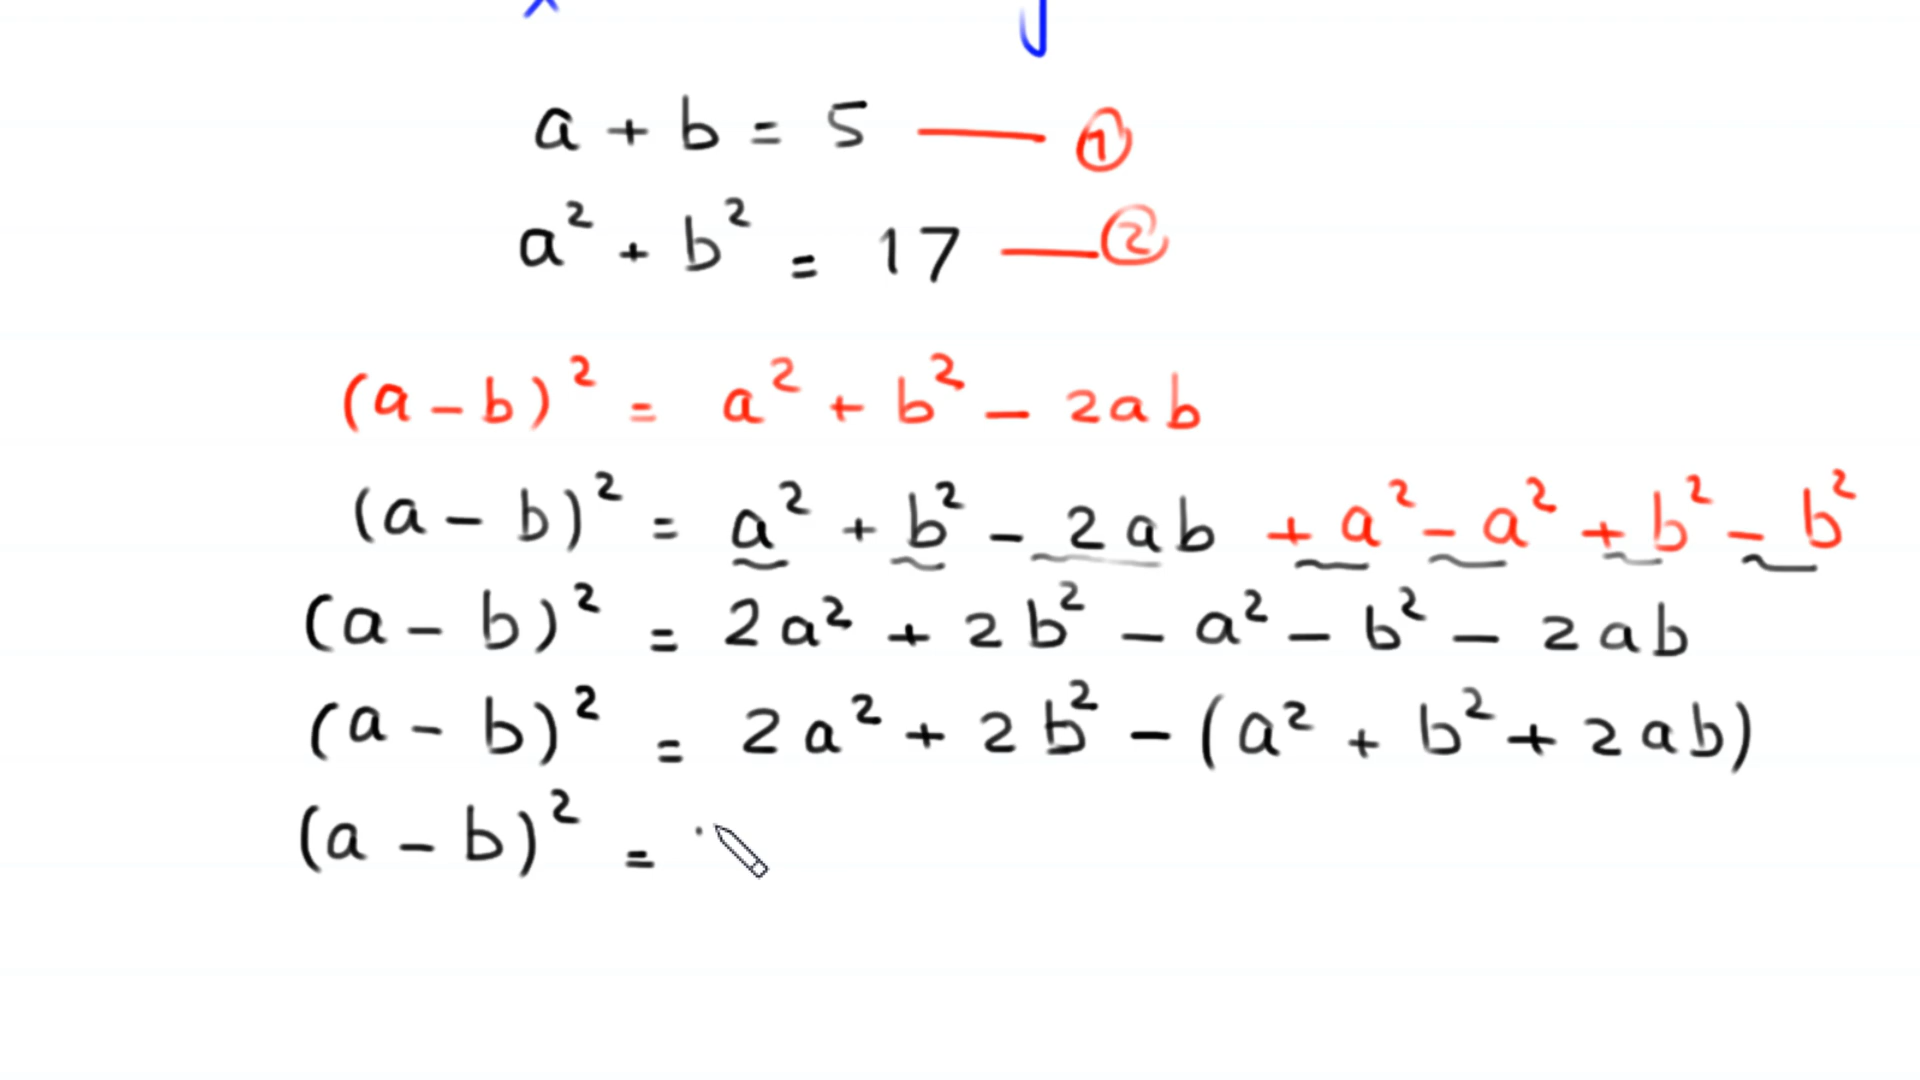 a + b = 5 — ①
a² + b² = 17 — ②
(a - b)² = a² + b² - 2ab
(a - b)² = a² + b² - 2ab + a² - a² + b² - b²
(a - b)² = 2a² + 2b² - a² - b² - 2ab
(a - b)² = 2a² + 2b² - (a² + b² + 2ab)
(a - b)² =